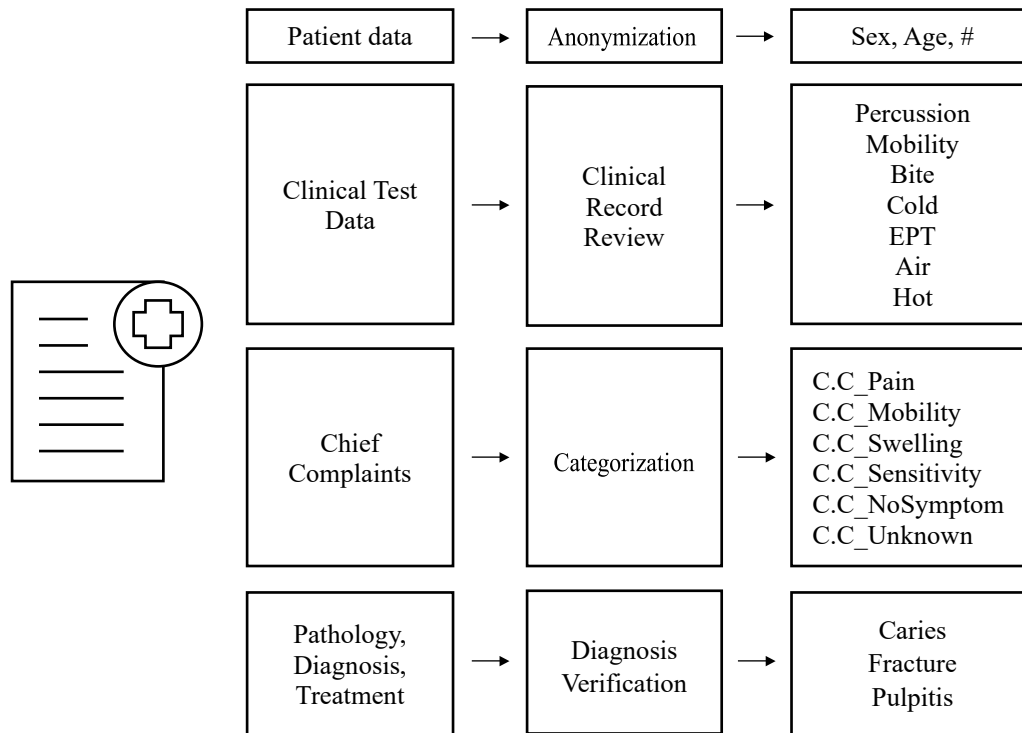 Patient data
Anonymization
Sex, Age, #
Clinical Test
Data
Clinical
Record
Review
Percussion
Mobility
Bite
Cold
EPT
Air
Hot
Chief
Complaints
Categorization
C.C_Pain
C.C_Mobility
C.C_Swelling
C.C_Sensitivity
C.C_NoSymptom
C.C_Unknown
Pathology,
Diagnosis,
Treatment
Diagnosis
Verification
Caries
Fracture
Pulpitis